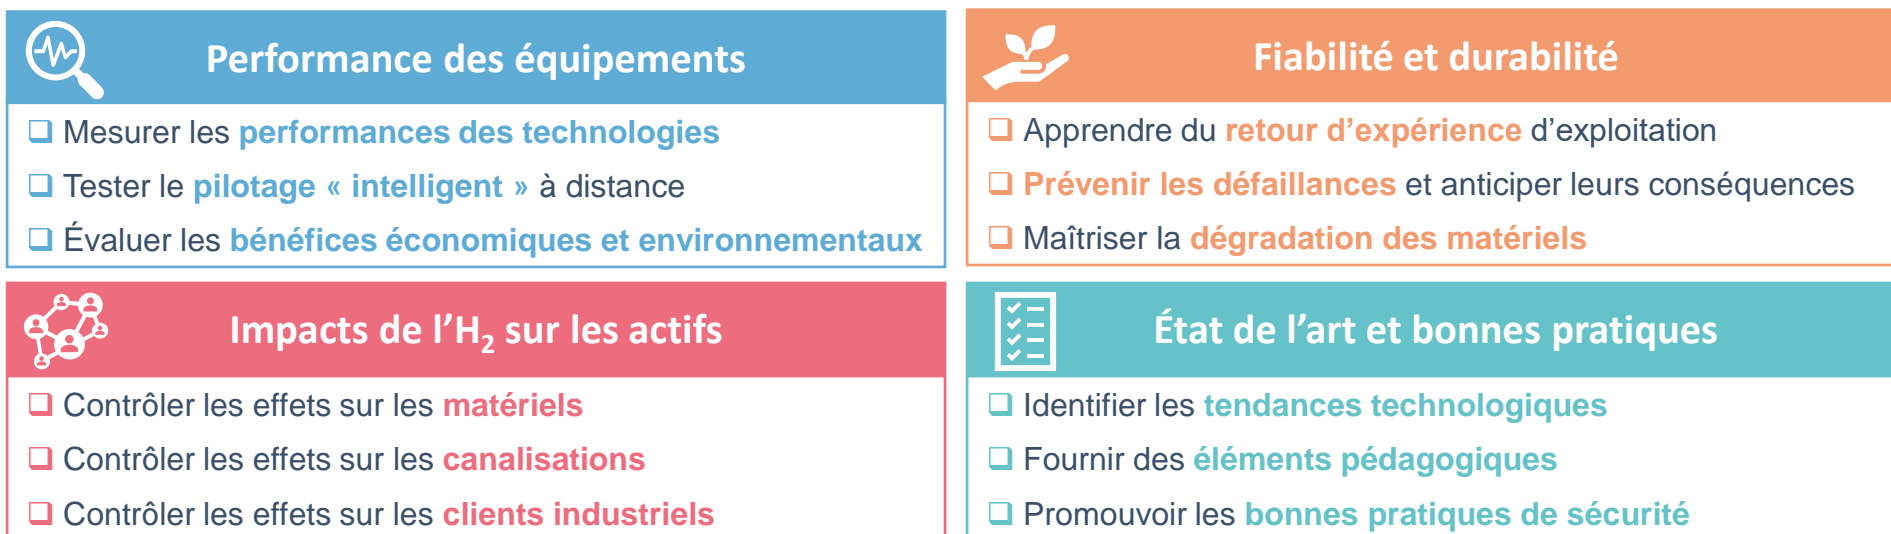 Performance des équipements
Mesurer les performances des technologies
Tester le pilotage « intelligent » à distance
Évaluer les bénéfices économiques et environnementaux
Fiabilité et durabilité
Apprendre du retour d’expérience d’exploitation
Prévenir les défaillances et anticiper leurs conséquences
Maîtriser la dégradation des matériels
Impacts de l’H₂ sur les actifs
Contrôler les effets sur les matériels
Contrôler les effets sur les canalisations
Contrôler les effets sur les clients industriels
État de l’art et bonnes pratiques
Identifier les tendances technologiques
Fournir des éléments pédagogiques
Promouvoir les bonnes pratiques de sécurité